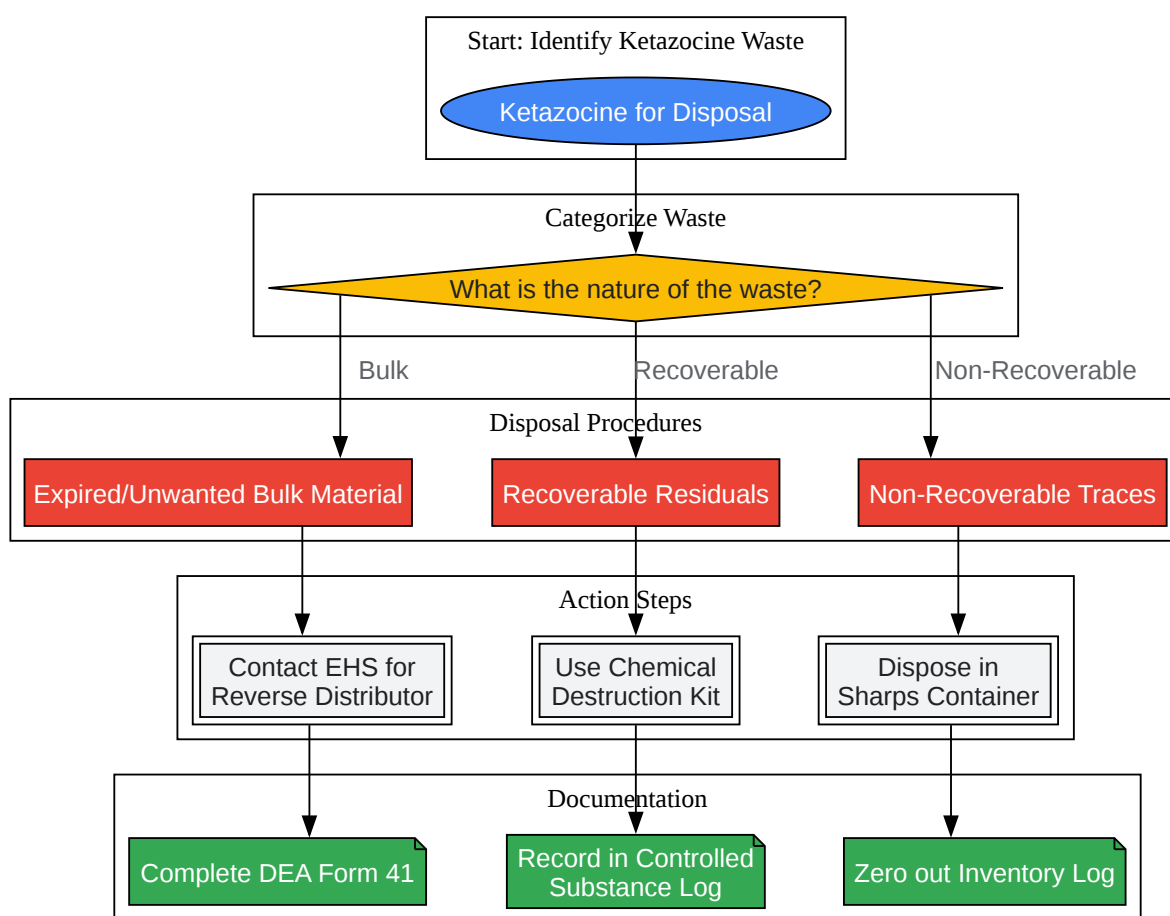 Start: Identify Ketazocine Waste
Ketazocine for Disposal
Categorize Waste
What is the nature of the waste?
Bulk
Recoverable
Non-Recoverable
Disposal Procedures
Expired/Unwanted Bulk Material
Recoverable Residuals
Non-Recoverable Traces
Action Steps
Contact EHS for
Reverse Distributor
Use Chemical
Destruction Kit
Dispose in
Sharps Container
Documentation
Complete DEA Form 41
Record in Controlled
Substance Log
Zero out Inventory Log